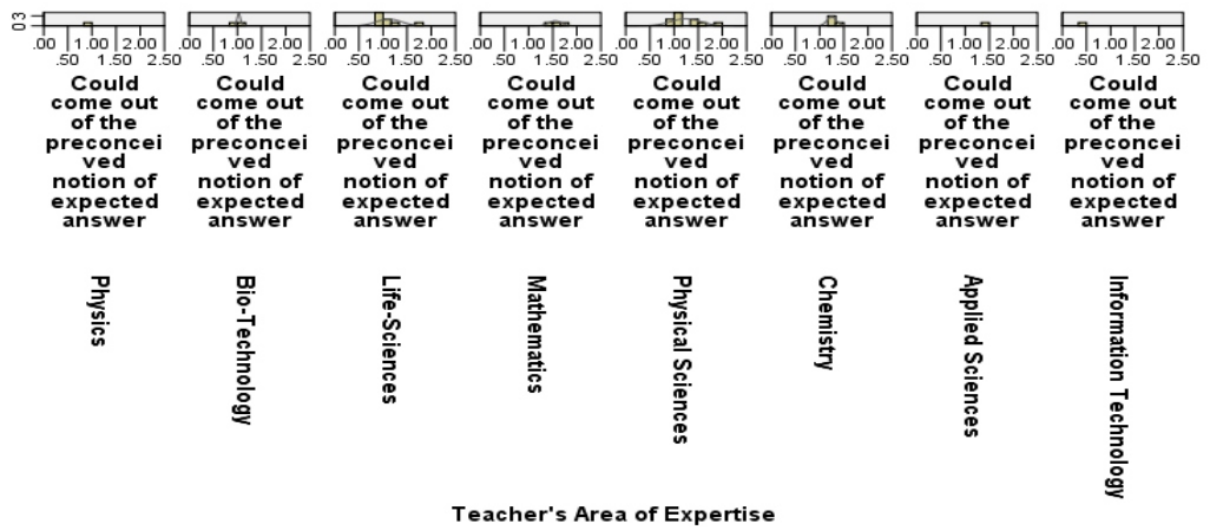 03
.00 1.00 2.00 .00 1.00 2.00 .00 1.00 2.00 .00 1.00 2.00 .00 1.00 2.00 .00 1.00 2.00 .00 1.00 2.00 .00 1.00 2.00
.50 1.50 2.50 .50 1.50 2.50 .50 1.50 2.50 .50 1.50 2.50 .50 1.50 2.50 .50 1.50 2.50 .50 1.50 2.50 .50 1.50 2.50
Could
come out
of the
preconcei
ved
notion of
expected
answer
Could
come out
of the
preconcei
ved
notion of
expected
answer
Could
come out
of the
preconcei
ved
notion of
expected
answer
Could
come out
of the
preconcei
ved
notion of
expected
answer
Could
come out
of the
preconcei
ved
notion of
expected
answer
Could
come out
of the
preconcei
ved
notion of
expected
answer
Could
come out
of the
preconcei
ved
notion of
expected
answer
Could
come out
of the
preconcei
ved
notion of
expected
answer
Physics
Bio-Technology
Life-Sciences
Mathematics
Physical Sciences
Chemistry
Applied Sciences
Information Technology
Teacher's Area of Expertise